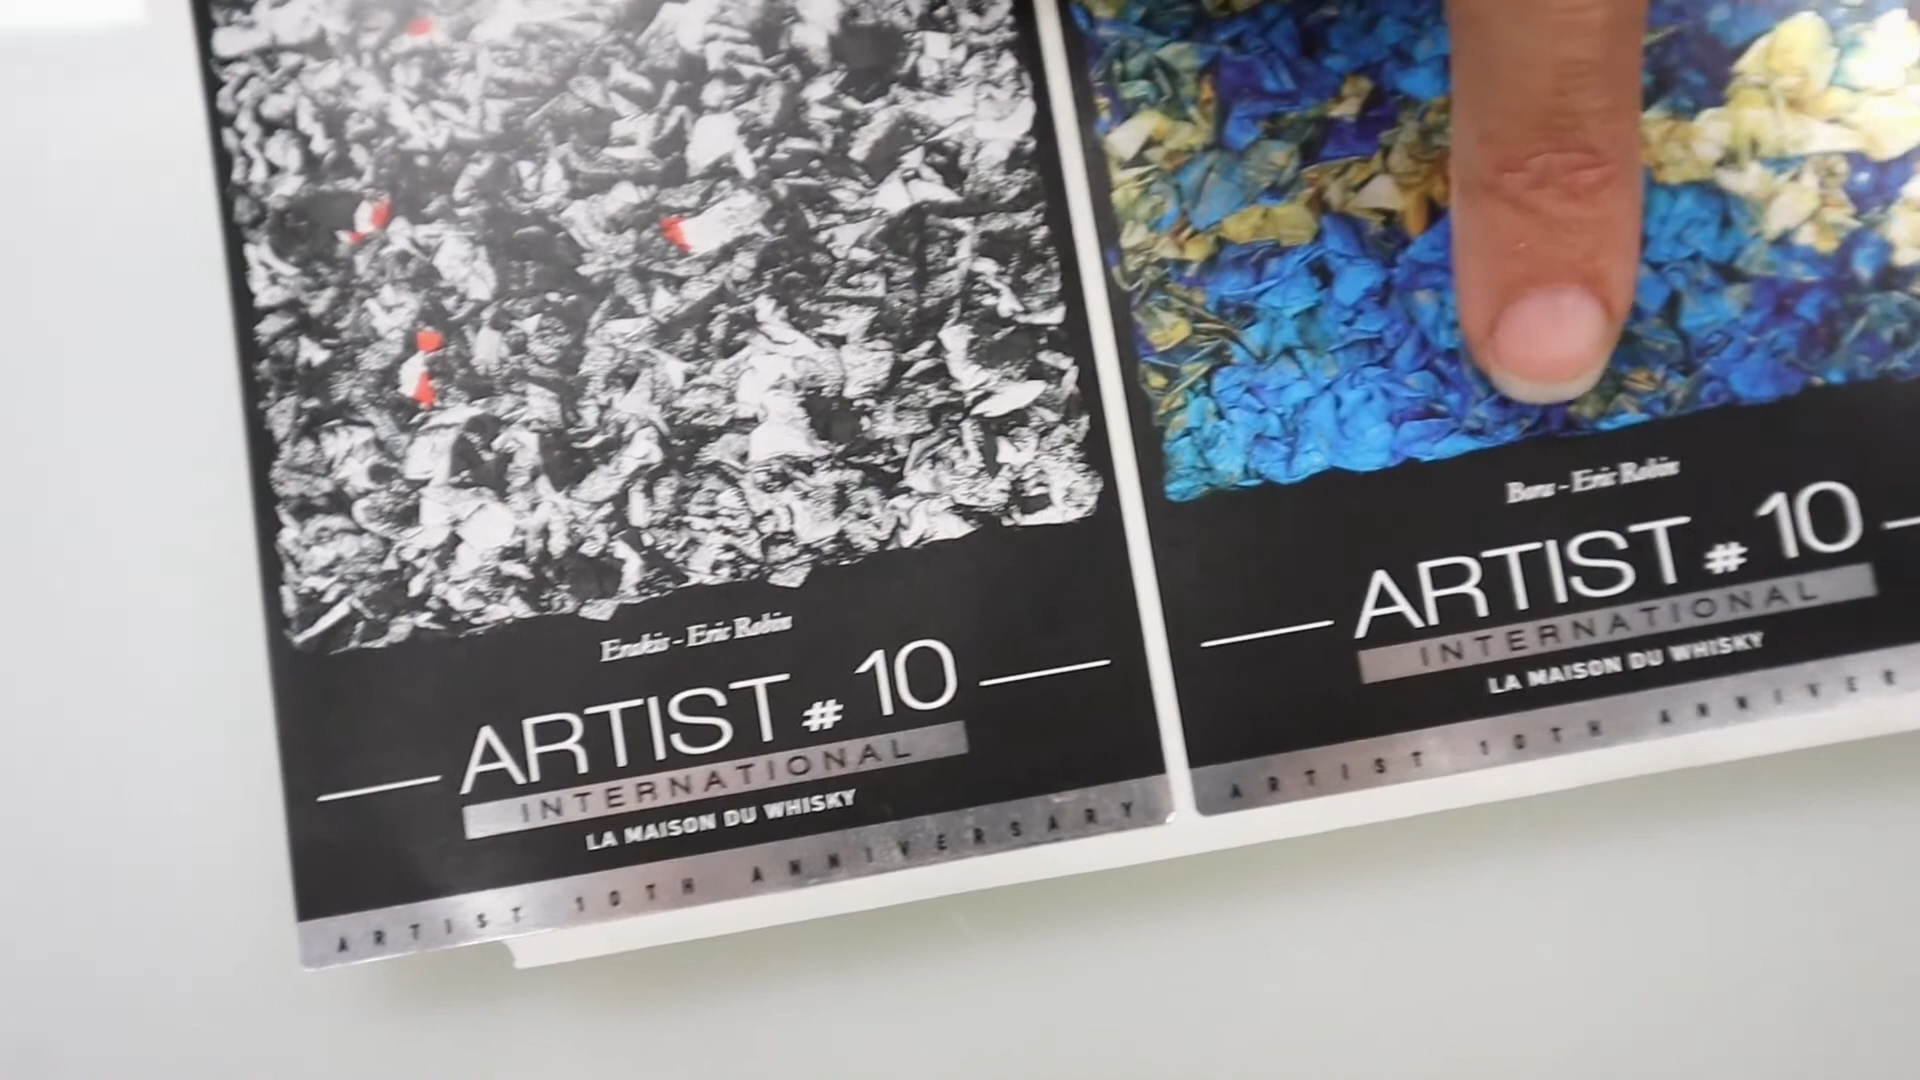 Erakis - Eric Robin
ARTIST # 10
INTERNATIONAL
LA MAISON DU WHISKY
ARTIST 10TH ANNIVERSARY
Bora - Eric Robin
ARTIST # 10
INTERNATIONAL
LA MAISON DU WHISKY
ARTIST 10TH ANNIVER